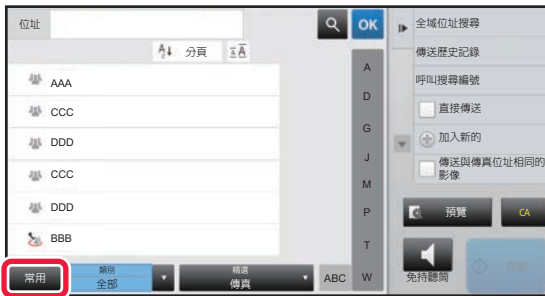 位址
OK
分頁
AAA
CCC
DDD
CCC
DDD
BBB
A
D
G
J
M
P
T
W
常用
類別
全部
精選
傳真
ABC
全域位址搜尋
傳送歷史記錄
呼叫搜尋編號
直接傳送
加入新的
傳送與傳真位址相同的
影像
預覽
CA
免持聽筒